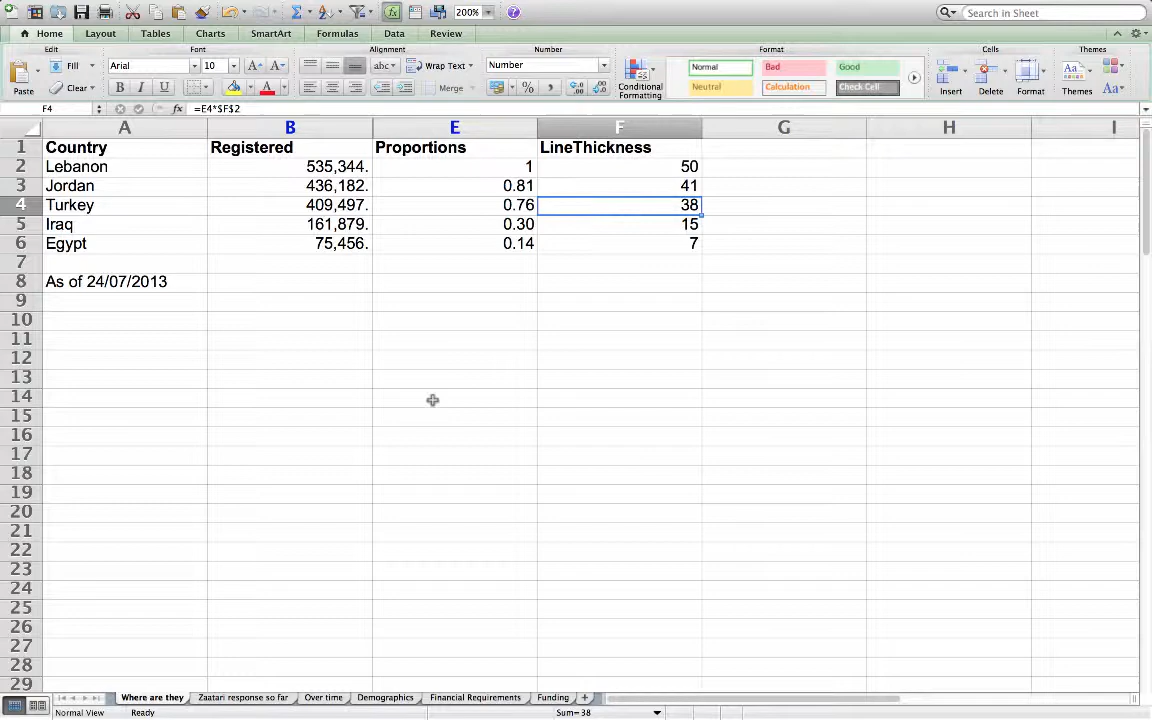 200%
?
Search in Sheet
Home Layout Tables Charts SmartArt Formulas Data Review
Edit Font Alignment Number Format Cells Themes
Fill Arial 10 A A abc Wrap Text Number Normal Bad Good
Paste Clear B I U A Merge % Conditional Formatting Neutral Calculation Check Cell Insert Delete Format Themes Aa
F4 fx =E4*$F$2
A B E F G H I
1 Country Registered Proportions LineThickness
2 Lebanon 535,344. 1 50
3 Jordan 436,182. 0.81 41
4 Turkey 409,497. 0.76 38
5 Iraq 161,879. 0.30 15
6 Egypt 75,456. 0.14 7
7
8 As of 24/07/2013
9
10
11
12
13
14
15
16
17
18
19
20
21
22
23
24
25
26
27
28
29
Where are they Zaatari response so far Over time Demographics Financial Requirements Funding +
Normal View Ready Sum=38